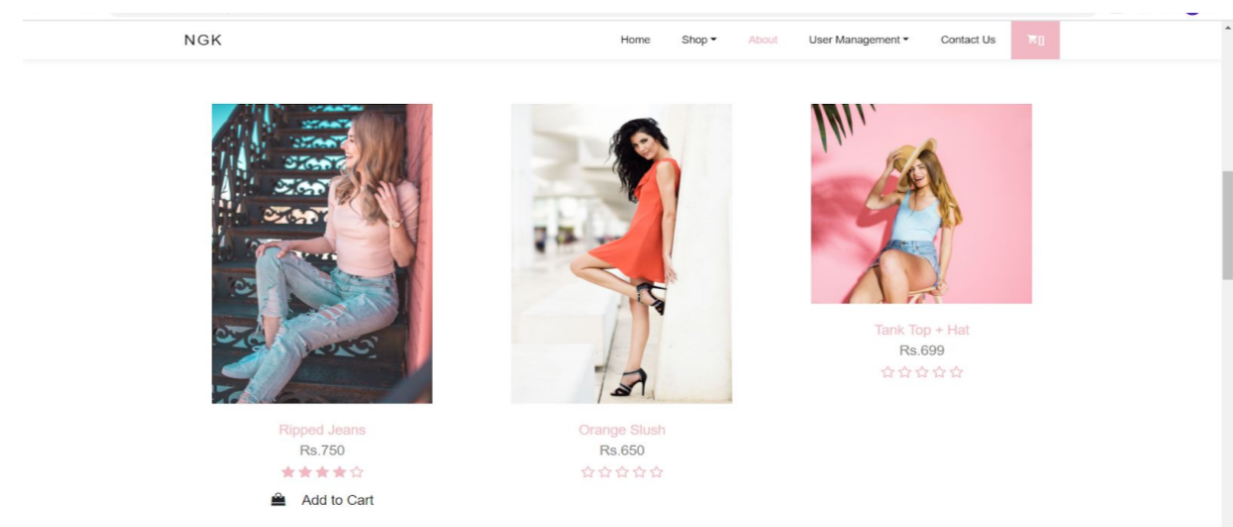 NGK
Home Shop About User Management Contact Us []
Ripped Jeans
Rs.750
Add to Cart
Orange Slush
Rs.650
Tank Top + Hat
Rs.699